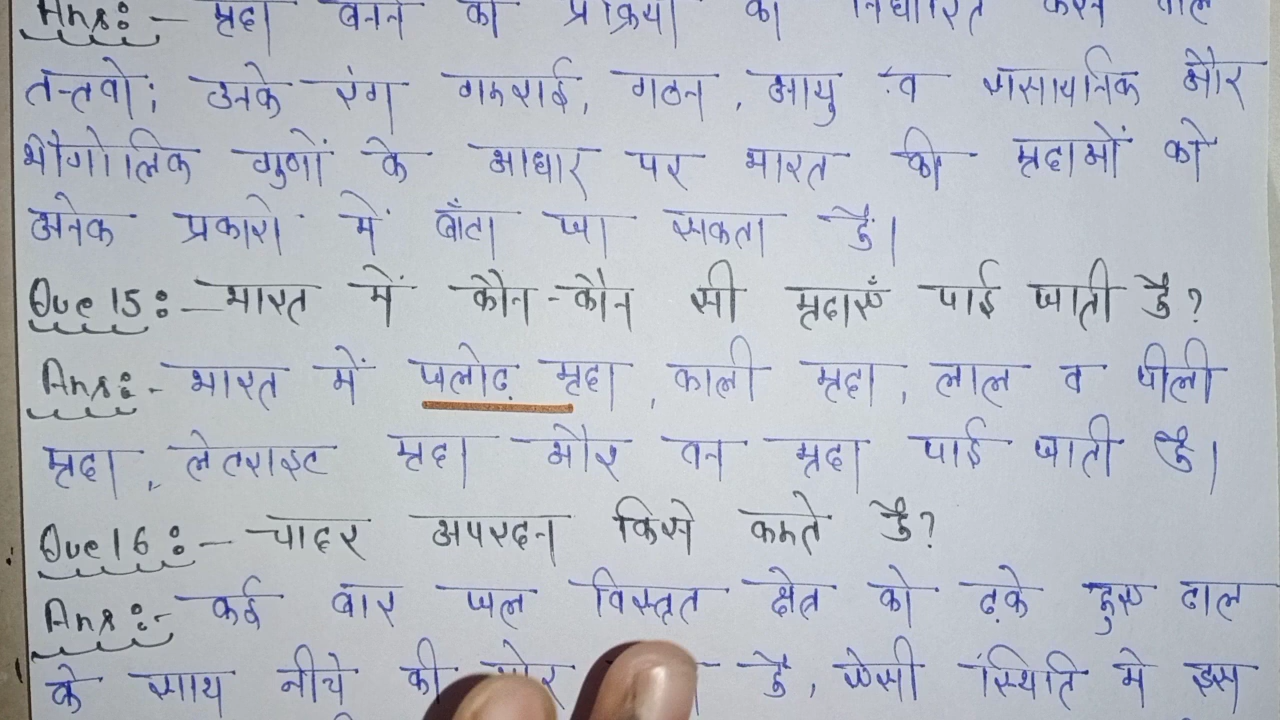 Ans:- मृदा बनने की प्रक्रिया को निर्धारित करने वाले
तत्वों; उनके रंग गहराई, गठन, आयु व रासायनिक और
भौगोलिक गुणों के आधार पर भारत की मृदाओं को
अनेक प्रकारो में बाँटा जा सकता है।
Que 15:- भारत में कौन-कौन सी मृदाएँ पाई जाती है?
Ans:- भारत में जलोढ़ मृदा, काली मृदा, लाल व पीली
मृदा, लेटराइट मृदा और वन मृदा पाई जाती है।
Que 16:- चादर अपरदन किसे कहते है?
Ans:- कई बार जल विस्तृत क्षेत्र को ढ़के हुए ढाल
के साथ नीचे की है, ऐसी स्थिति मे इस